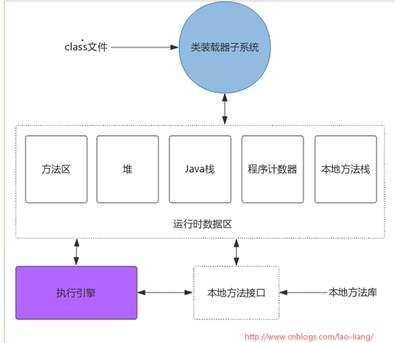 class文件
类装载器子系统
方法区
堆
Java栈
程序计数器
本地方法栈
运行时数据区
执行引擎
本地方法接口
本地方法库
http://www.cnblogs.com/lao-liang/